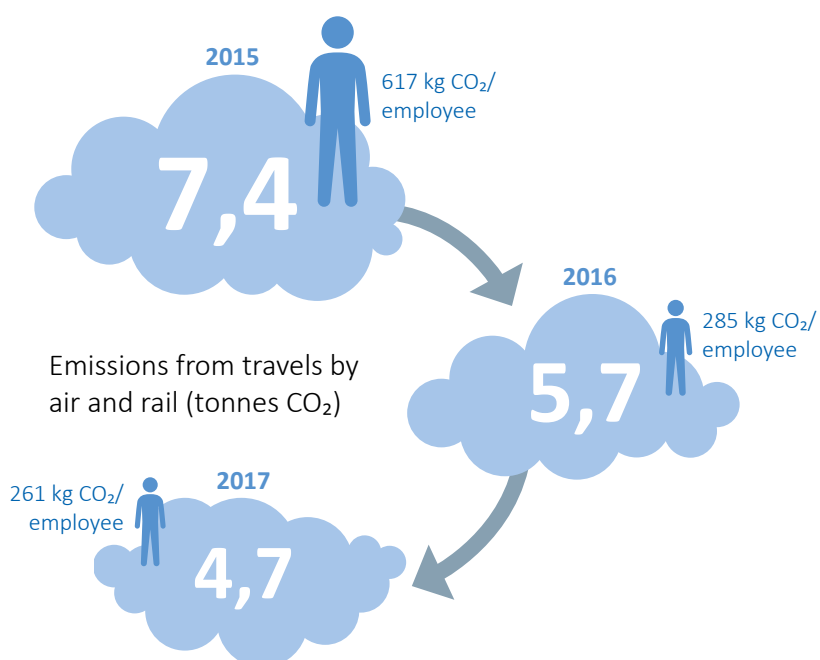 2015
617 kg CO₂/
employee
7,4
2016
285 kg CO₂/
employee
5,7
Emissions from travels by
air and rail (tonnes CO₂)
2017
261 kg CO₂/
employee
4,7